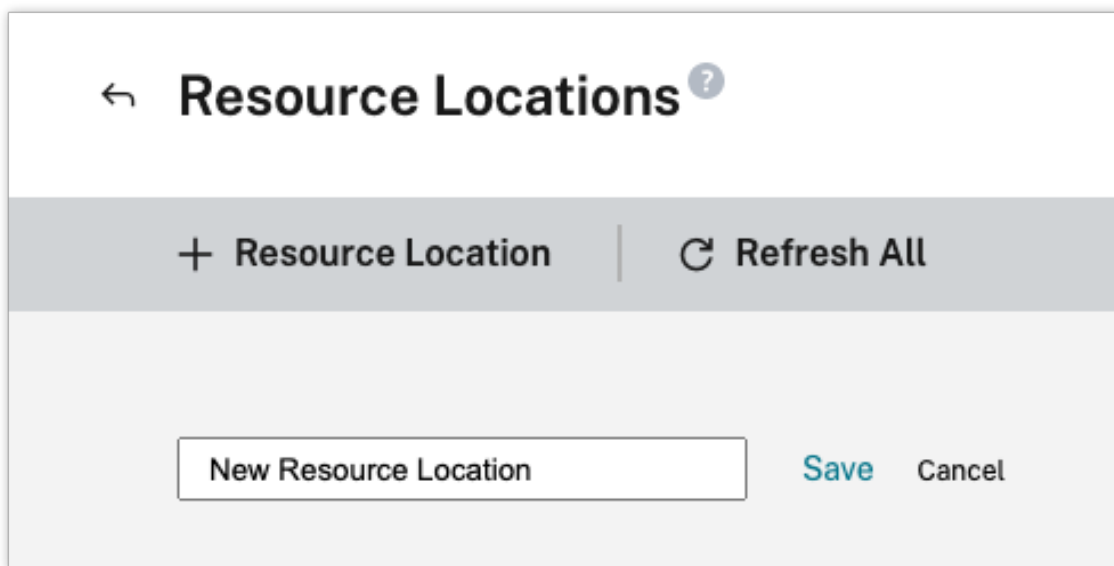 Resource Locations ?
+ Resource Location Refresh All
New Resource Location Save Cancel